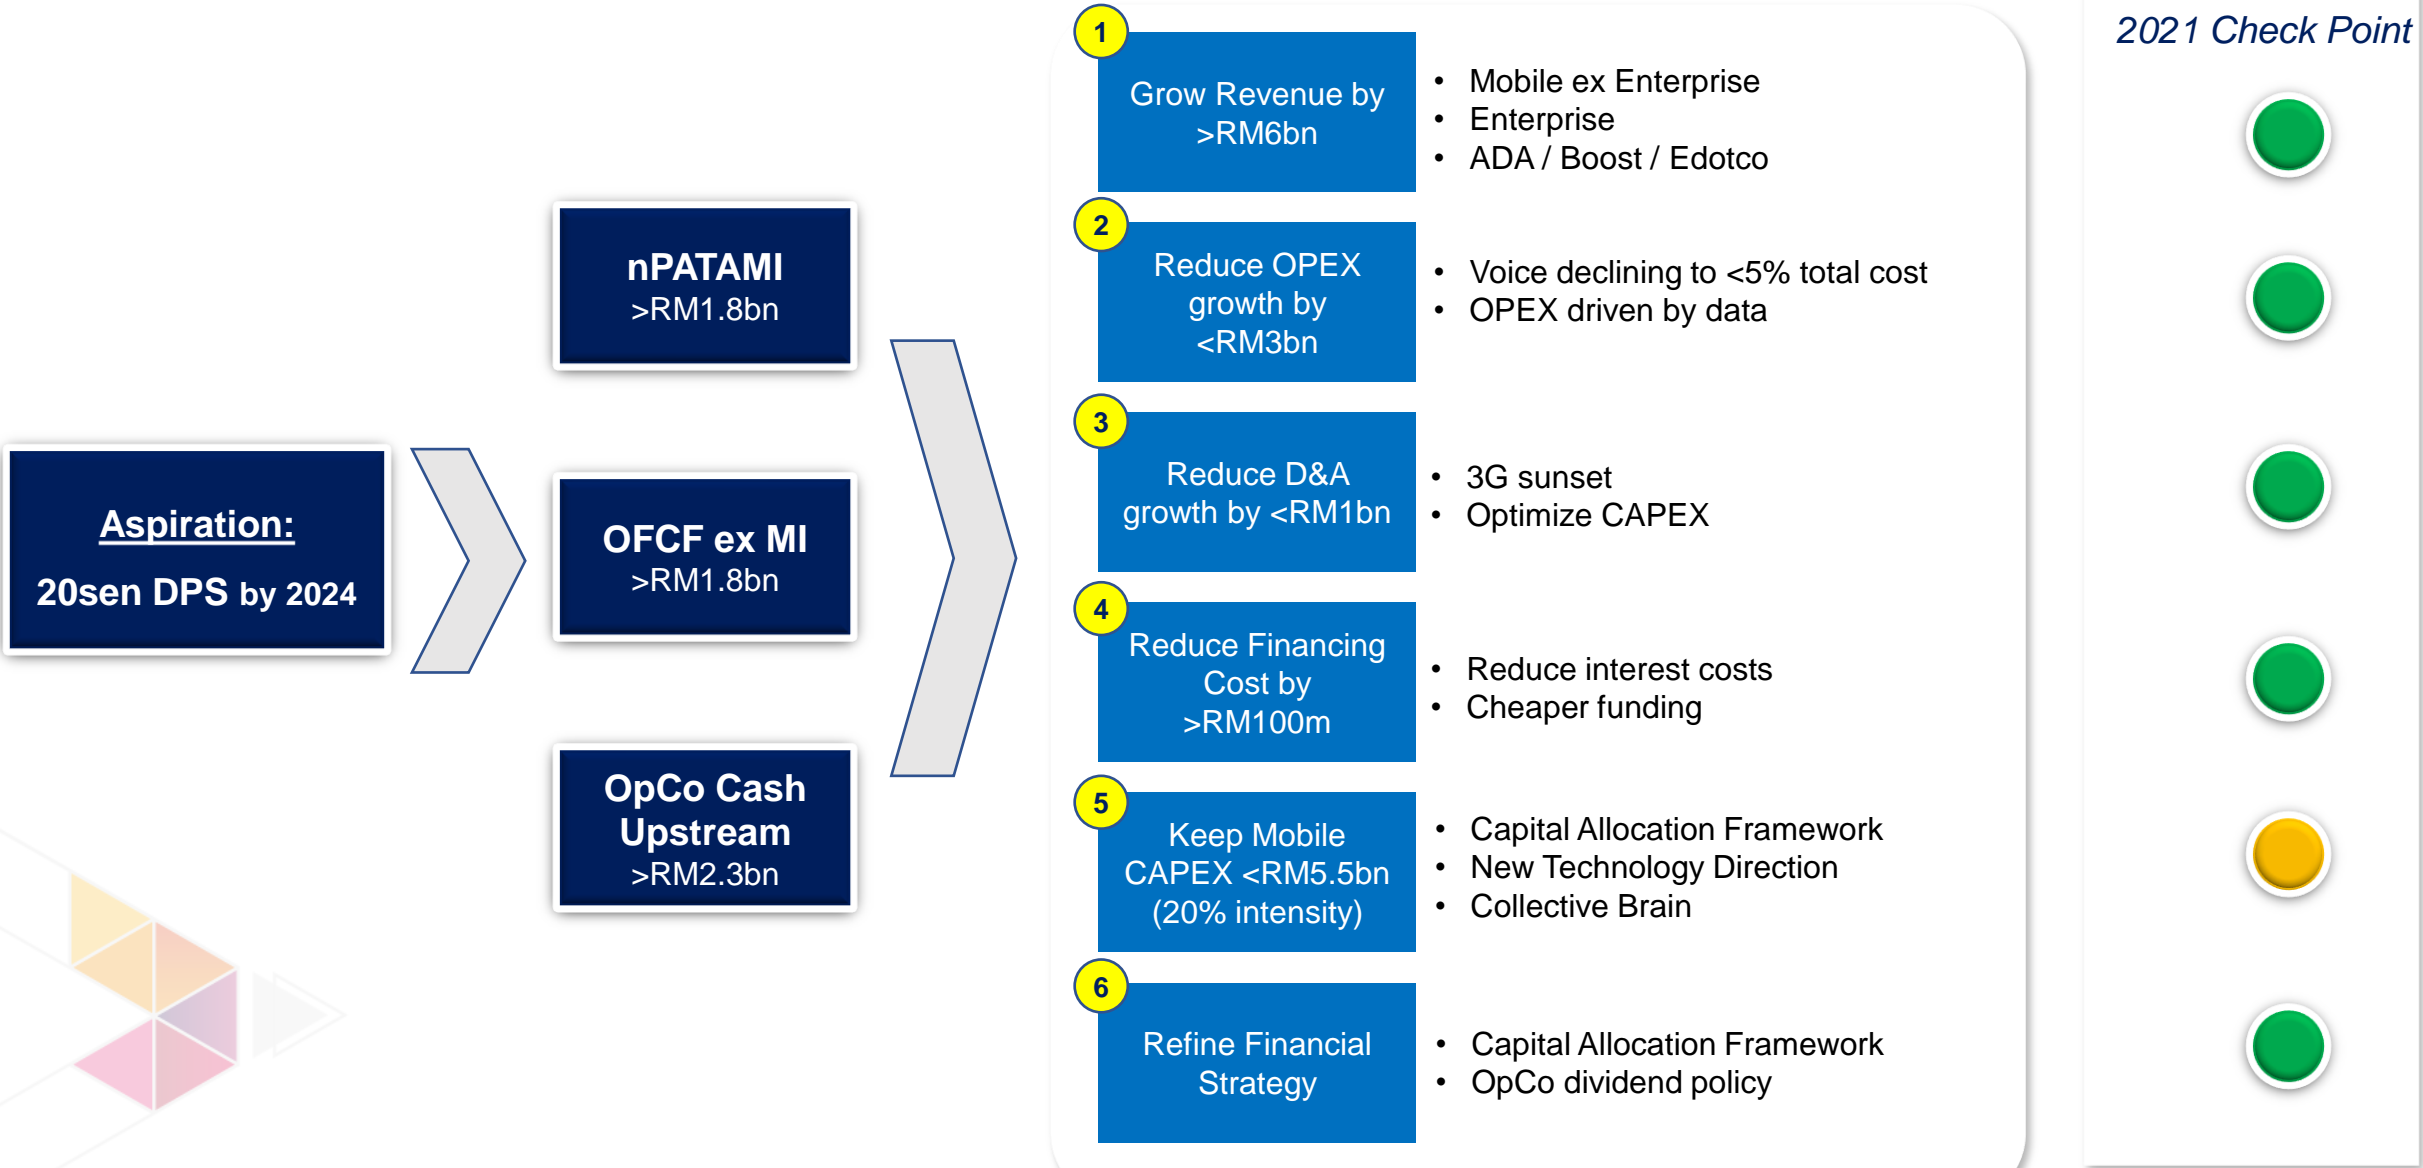 2021 Check Point
Aspiration:
20sen DPS by 2024
nPATAMI
>RM1.8bn
OFCF ex MI
>RM1.8bn
OpCo Cash
Upstream
>RM2.3bn
1
Grow Revenue by
>RM6bn
• Mobile ex Enterprise
• Enterprise
• ADA / Boost / Edotco
2
Reduce OPEX
growth by
<RM3bn
• Voice declining to <5% total cost
• OPEX driven by data
3
Reduce D&A
growth by <RM1bn
• 3G sunset
• Optimize CAPEX
4
Reduce Financing
Cost by
>RM100m
• Reduce interest costs
• Cheaper funding
5
Keep Mobile
CAPEX <RM5.5bn
(20% intensity)
• Capital Allocation Framework
• New Technology Direction
• Collective Brain
6
Refine Financial
Strategy
• Capital Allocation Framework
• OpCo dividend policy